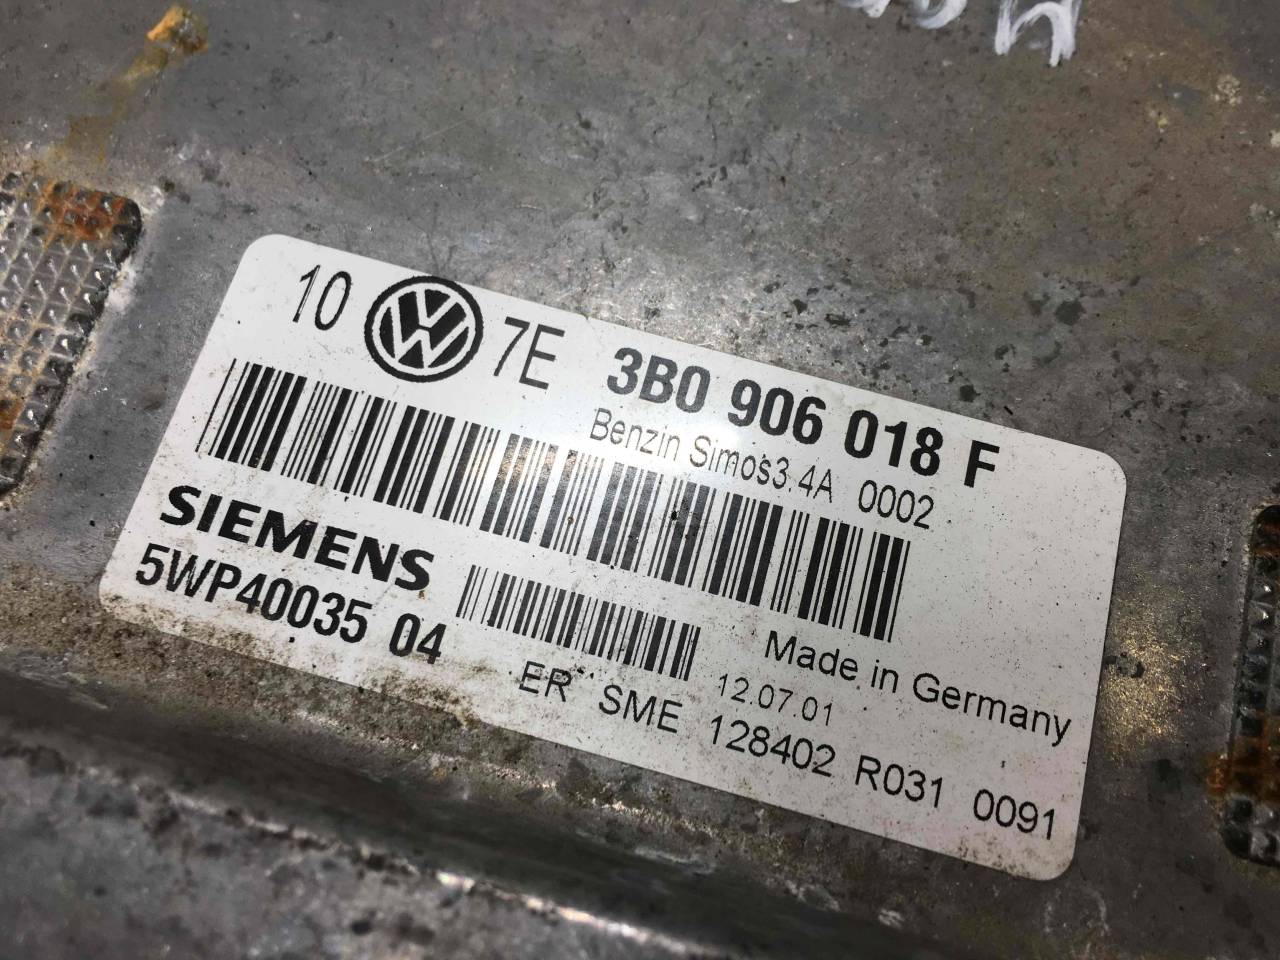 10 VW 7E 3B0 906 018 F
Benzin Simos3.4A 0002
SIEMENS
5WP40035 04
Made in Germany
12.07.01
ER SME 128402 R031 0091